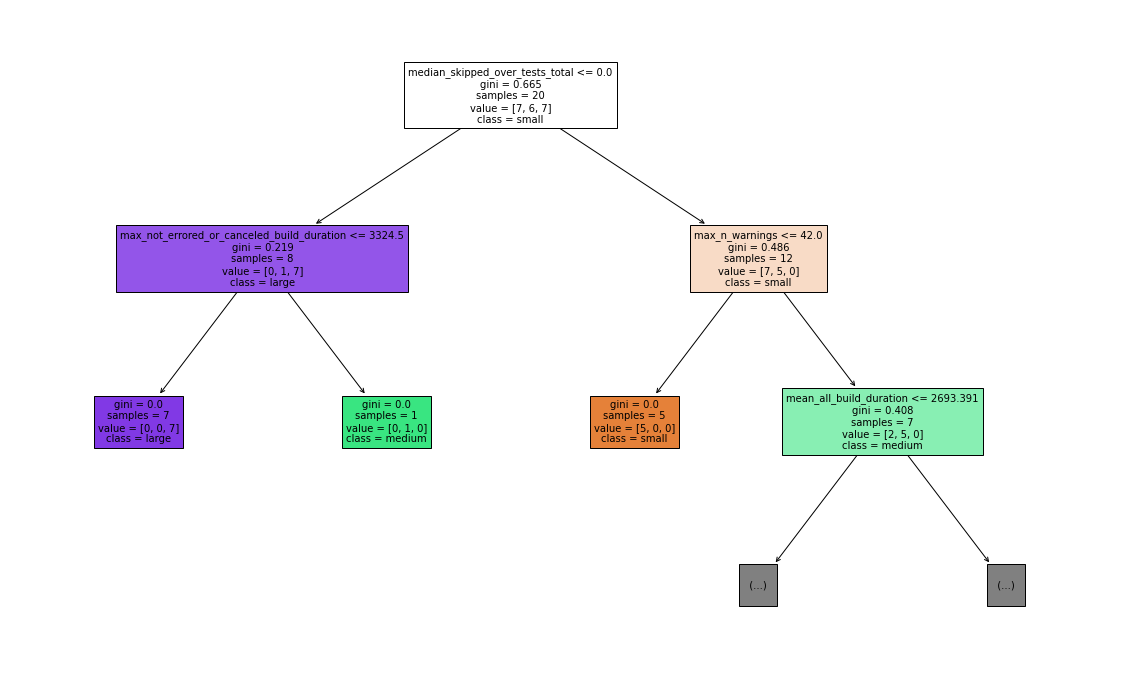 median_skipped_over_tests_total <= 0.0
gini = 0.665
samples = 20
value = [7, 6, 7]
class = small
max_not_errored_or_canceled_build_duration <= 3324.5
gini = 0.219
samples = 8
value = [0, 1, 7]
class = large
max_n_warnings <= 42.0
gini = 0.486
samples = 12
value = [7, 5, 0]
class = small
gini = 0.0
samples = 7
value = [0, 0, 7]
class = large
gini = 0.0
samples = 1
value = [0, 1, 0]
class = medium
gini = 0.0
samples = 5
value = [5, 0, 0]
class = small
mean_all_build_duration <= 2693.391
gini = 0.408
samples = 7
value = [2, 5, 0]
class = medium
(...)
(...)